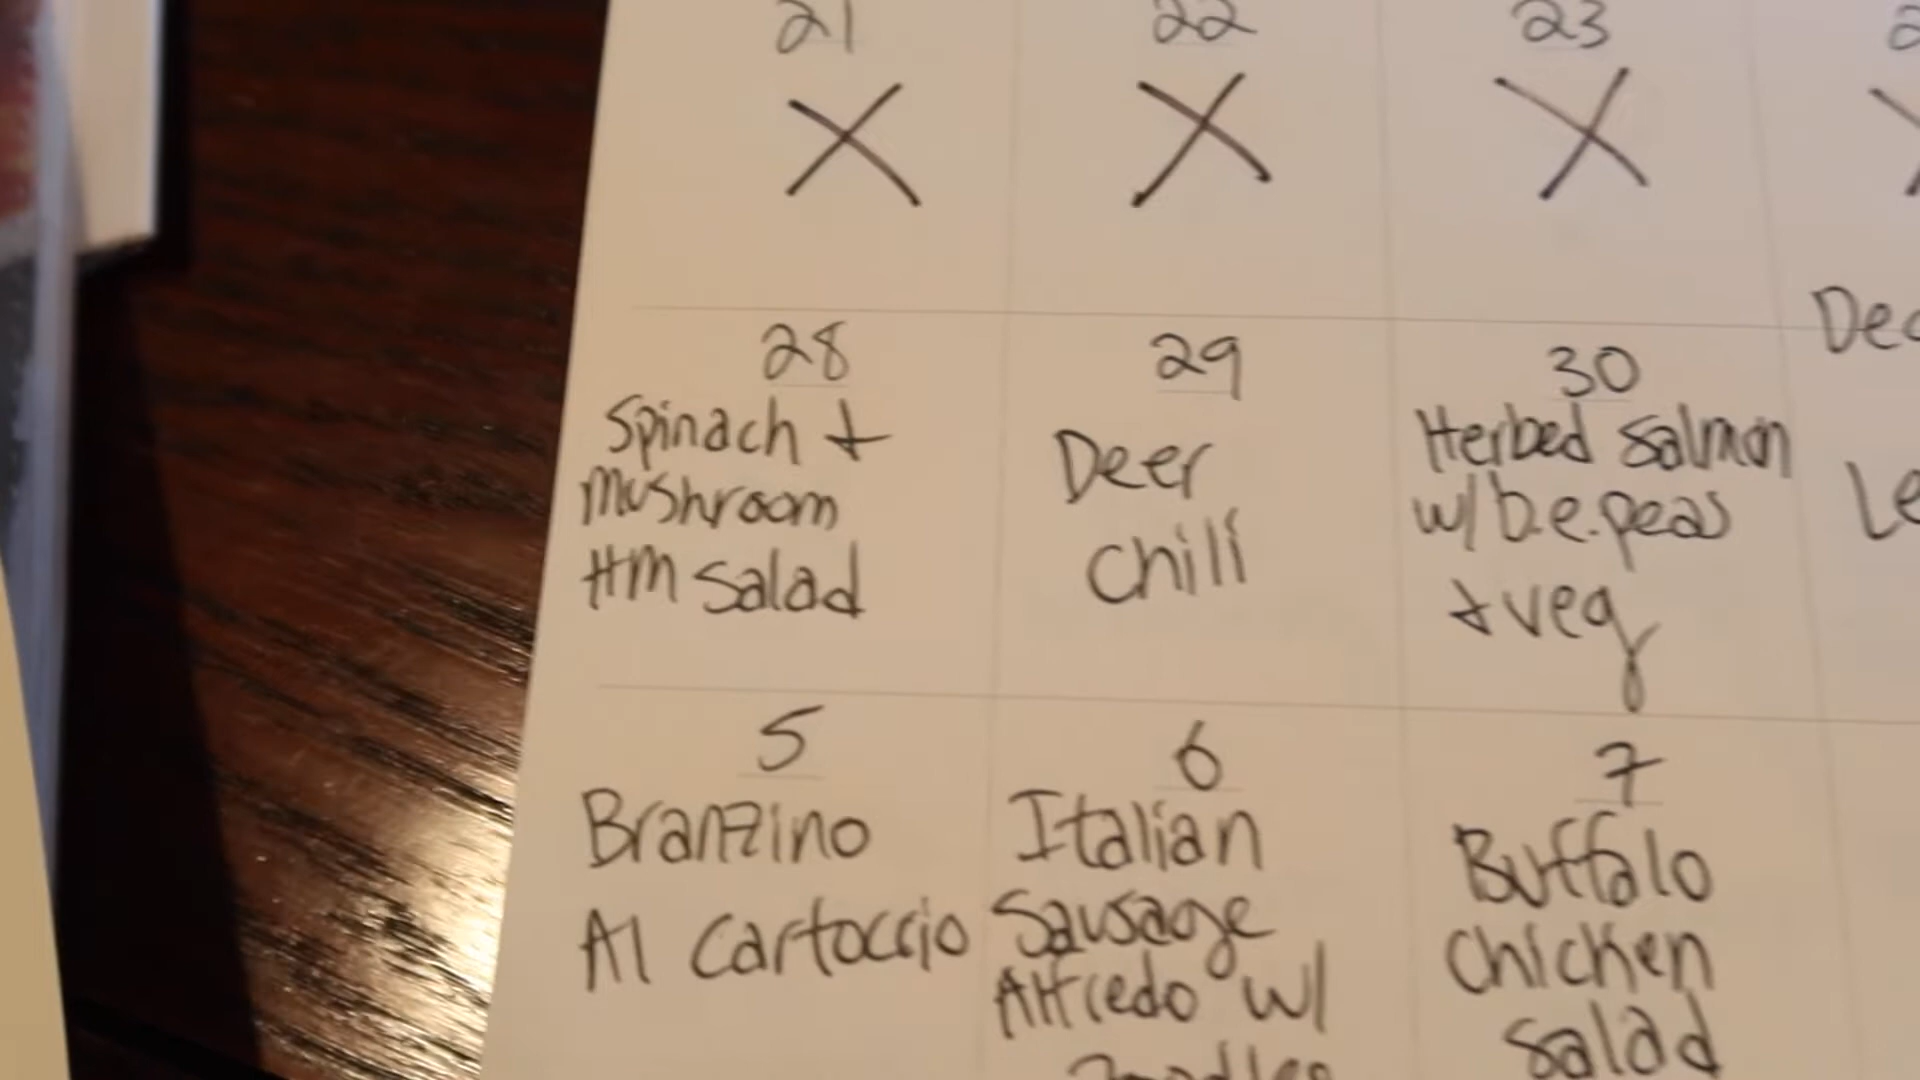 21 22 23
X X X
28
Spinach +
Mushroom
HM Salad
29
Deer
Chili
30
Herbed Salmon
w/ b.e. peas
+ veg
5
Branzino
Al Cartoccio
6
Italian
Sausage
Alfredo w/
7
Buffalo
Chicken
Salad